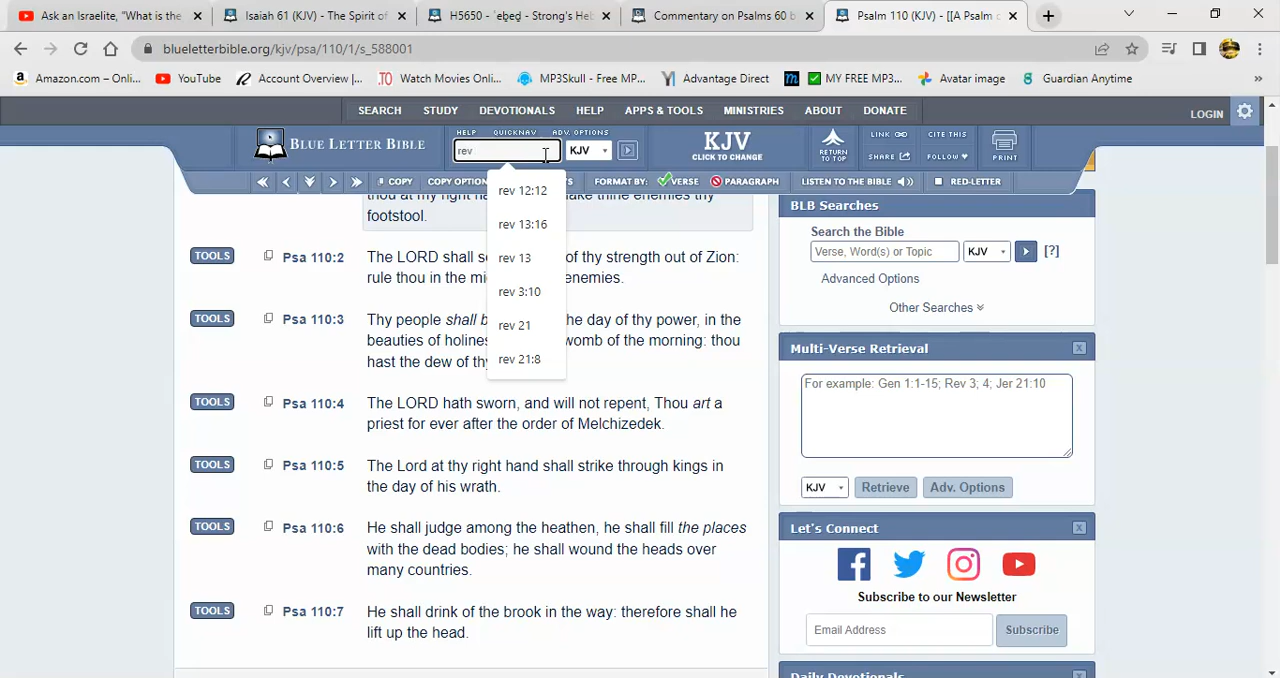 Ask an Israelite, "What is the
Isaiah 61 (KJV) - The Spirit of
H5650 - ʿeḇeḏ - Strong's Heb
Commentary on Psalms 60 b
Psalm 110 (KJV) - [[A Psalm o
blueletterbible.org/kjv/psa/110/1/s_588001
Amazon.com – Onli...
YouTube
Account Overview |...
Watch Movies Onl...
MP3Skull - Free MP...
Advantage Direct
MY FREE MP3...
Avatar image
Guardian Anytime
SEARCH STUDY DEVOTIONALS HELP APPS & TOOLS MINISTRIES ABOUT DONATE
LOGIN
BLUE LETTER BIBLE
HELP QUICKNAV ADV. OPTIONS
rev
KJV
KJV
CLICK TO CHANGE
RETURN
TO TOP
LINK
SHARE
CITE THIS
FOLLOW
PRINT
COPY
COPY OPTION
FORMAT BY:
VERSE
PARAGRAPH
LISTEN TO THE BIBLE
RED-LETTER
rev 12:12
rev 13:16
rev 13
rev 3:10
rev 21
rev 21:8
thou at my right ha ake thine enemies thy
footstool.
TOOLS Psa 110:2 The LORD shall se of thy strength out of Zion:
rule thou in the mi enemies.
TOOLS Psa 110:3 Thy people shall b he day of thy power, in the
beauties of holines womb of the morning: thou
hast the dew of thy
TOOLS Psa 110:4 The LORD hath sworn, and will not repent, Thou art a
priest for ever after the order of Melchizedek.
TOOLS Psa 110:5 The Lord at thy right hand shall strike through kings in
the day of his wrath.
TOOLS Psa 110:6 He shall judge among the heathen, he shall fill the places
with the dead bodies; he shall wound the heads over
many countries.
TOOLS Psa 110:7 He shall drink of the brook in the way: therefore shall he
lift up the head.
BLB Searches
Search the Bible
Verse, Word(s) or Topic
KJV
[?]
Advanced Options
Other Searches
Multi-Verse Retrieval
For example: Gen 1:1-15; Rev 3; 4; Jer 21:10
KJV
Retrieve
Adv. Options
Let's Connect
Subscribe to our Newsletter
Email Address
Subscribe
Daily Devotionals